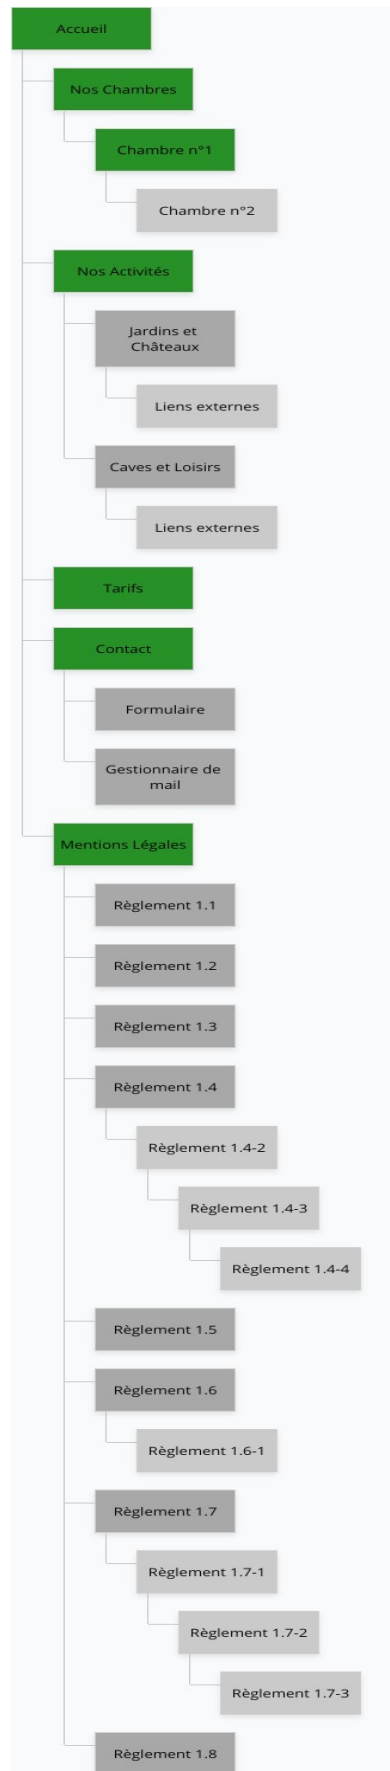 Accueil
Nos Chambres
Chambre n°1
Chambre n°2
Nos Activités
Jardins et
Châteaux
Liens externes
Caves et Loisirs
Liens externes
Tarifs
Contact
Formulaire
Gestionnaire de
mail
Mentions Légales
Règlement 1.1
Règlement 1.2
Règlement 1.3
Règlement 1.4
Règlement 1.4-2
Règlement 1.4-3
Règlement 1.4-4
Règlement 1.5
Règlement 1.6
Règlement 1.6-1
Règlement 1.7
Règlement 1.7-1
Règlement 1.7-2
Règlement 1.7-3
Règlement 1.8